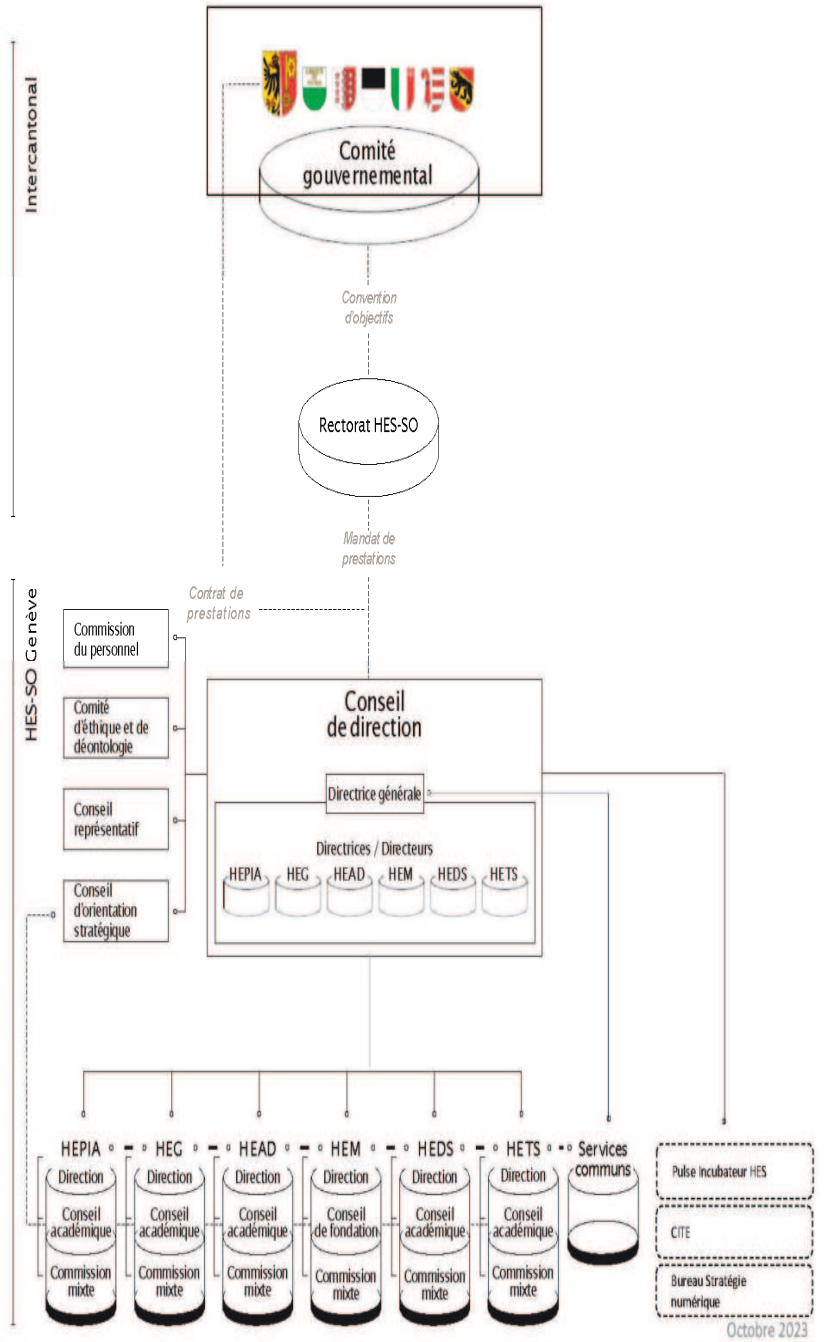 Intercantonal
Comité
gouvernemental
Convention
d'objectifs
Rectorat HES-SO
Mandat de
prestations
Contrat de
prestations
HES-SO Genève
Commission
du personnel
Comité
d'éthique et de
déontologie
Conseil
représentatif
Conseil
d'orientation
stratégique
Conseil
de direction
Directrice générale
Directrices / Directeurs
HEPIA HEG HEAD HEM HEDS HETS
HEPIA HEG HEAD HEM HEDS HETS Services
communs
Direction Direction Direction Direction Direction Direction
Conseil Conseil Conseil Conseil Conseil Conseil
académique académique académique de fondation académique académique
Commission Commission Commission Commission Commission Commission
mixte mixte mixte mixte mixte mixte
Pulse Incubateur HES
CITE
Bureau Stratégie
numérique
Octobre 2023